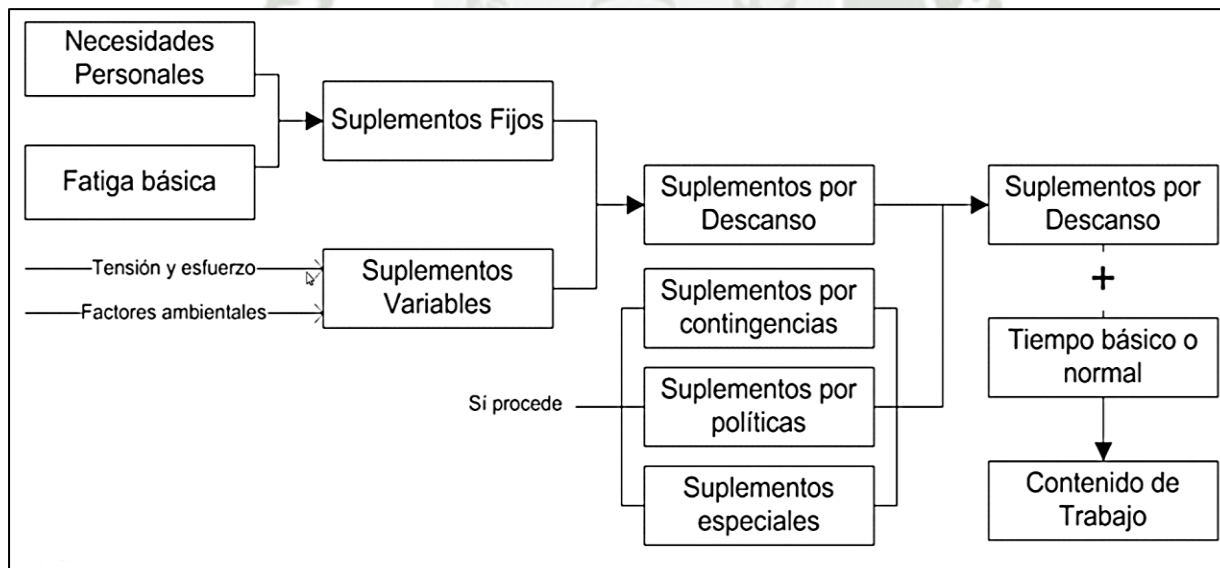 Necesidades
Personales
Fatiga básica
Tensión y esfuerzo
Factores ambientales
Suplementos Fijos
Suplementos
Variables
Sí procede
Suplementos por
Descanso
Suplementos por
contingencias
Suplementos por
políticas
Suplementos
especiales
Suplementos por
Descanso
+
Tiempo básico o
normal
Contenido de
Trabajo